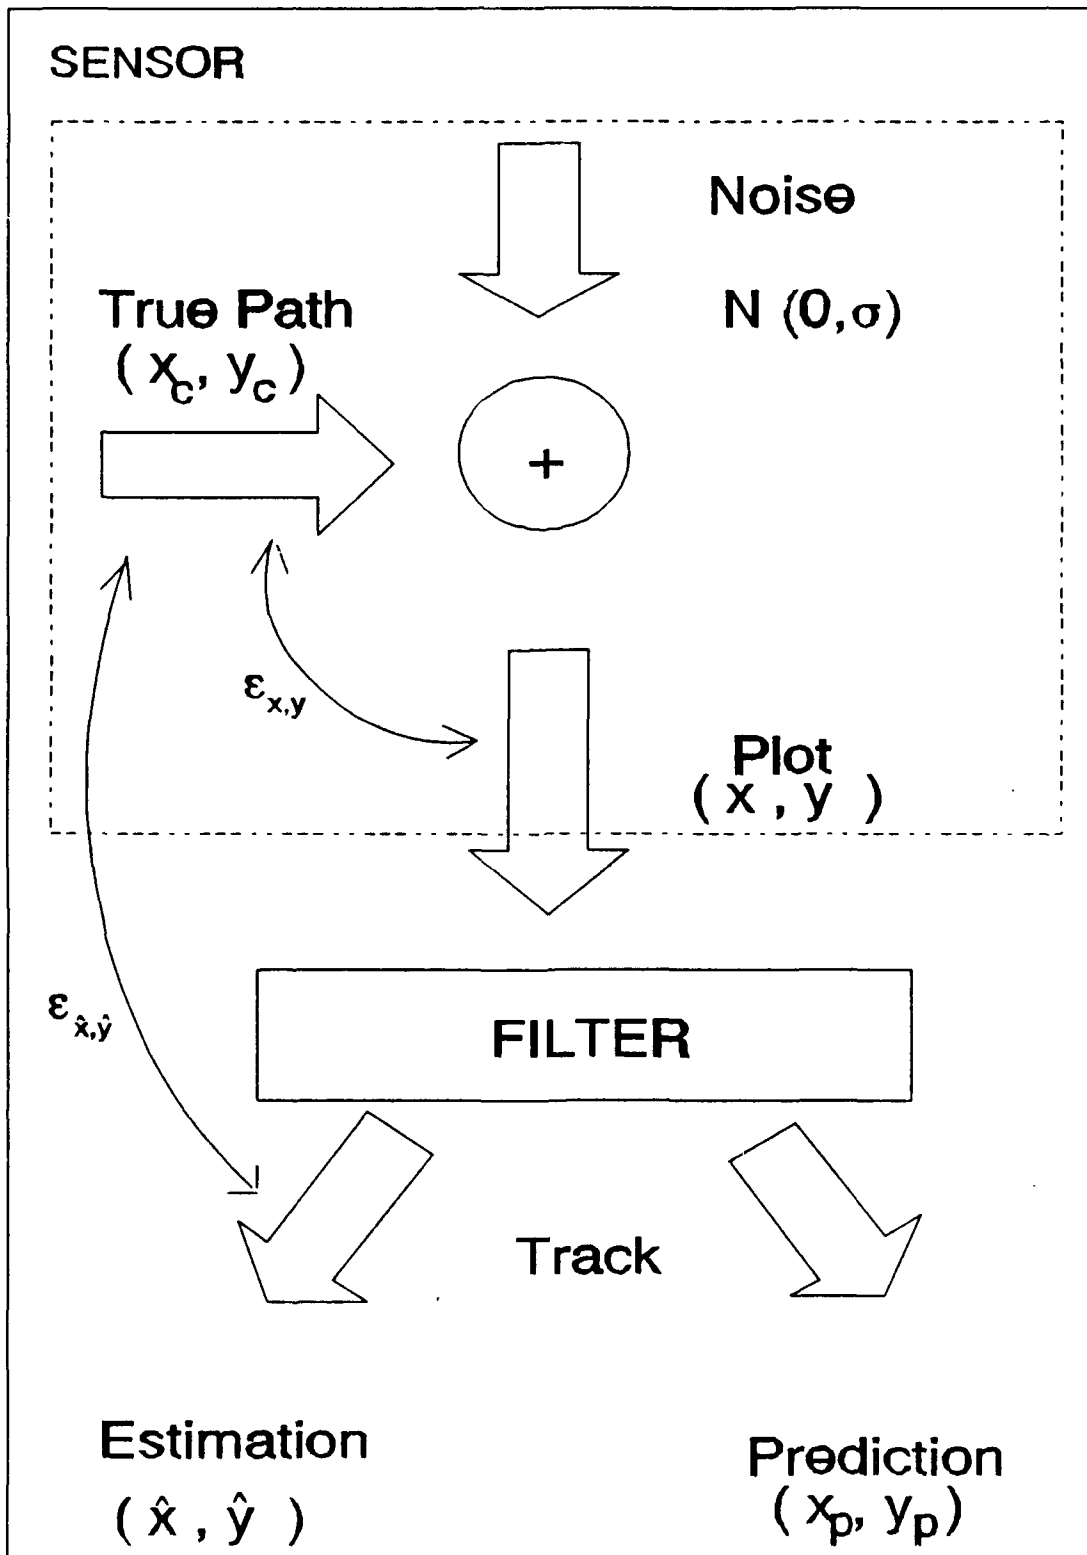 SENSOR
Noise
N (0,σ)
True Path
(x_c, y_c)
+
ε_x,y
Plot
(x, y)
ε_x̂,ŷ
FILTER
Track
Estimation
(x̂, ŷ)
Prediction
(x_p, y_p)